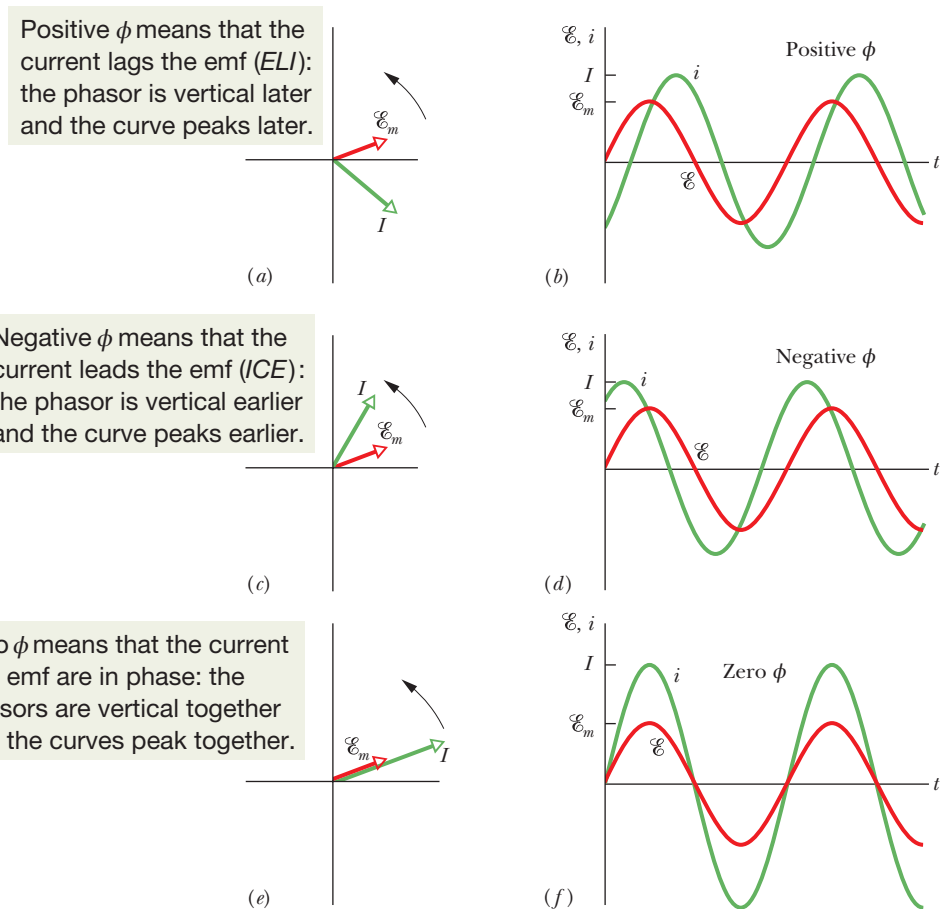 Positive ϕ means that the
current lags the emf (ELI):
the phasor is vertical later
and the curve peaks later.
ℰm
I
(a)
ℰ, i
Positive ϕ
I
i
ℰm
ℰ
t
(b)
Negative ϕ means that the
current leads the emf (ICE):
the phasor is vertical earlier
and the curve peaks earlier.
I
ℰm
(c)
ℰ, i
Negative ϕ
I
i
ℰm
ℰ
t
(d)
ϕ means that the current
emf are in phase: the
are vertical together
the curves peak together.
ℰm
I
(e)
ℰ, i
I
i
Zero ϕ
ℰm
ℰ
t
(f)